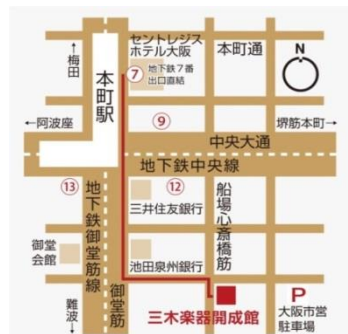 セントレジス
ホテル大阪
本町通
N
←梅田
⑦
地下鉄7番
出口直結
本町駅
⑨
←阿波座
堺筋本町→
中央大通
地下鉄中央線
⑬
⑫
三井住友銀行
船場心斎橋筋
地下鉄御堂筋線
御堂
会館
池田泉州銀行
御堂筋
難波↓
三木楽器開成館
P
大阪市営
駐車場